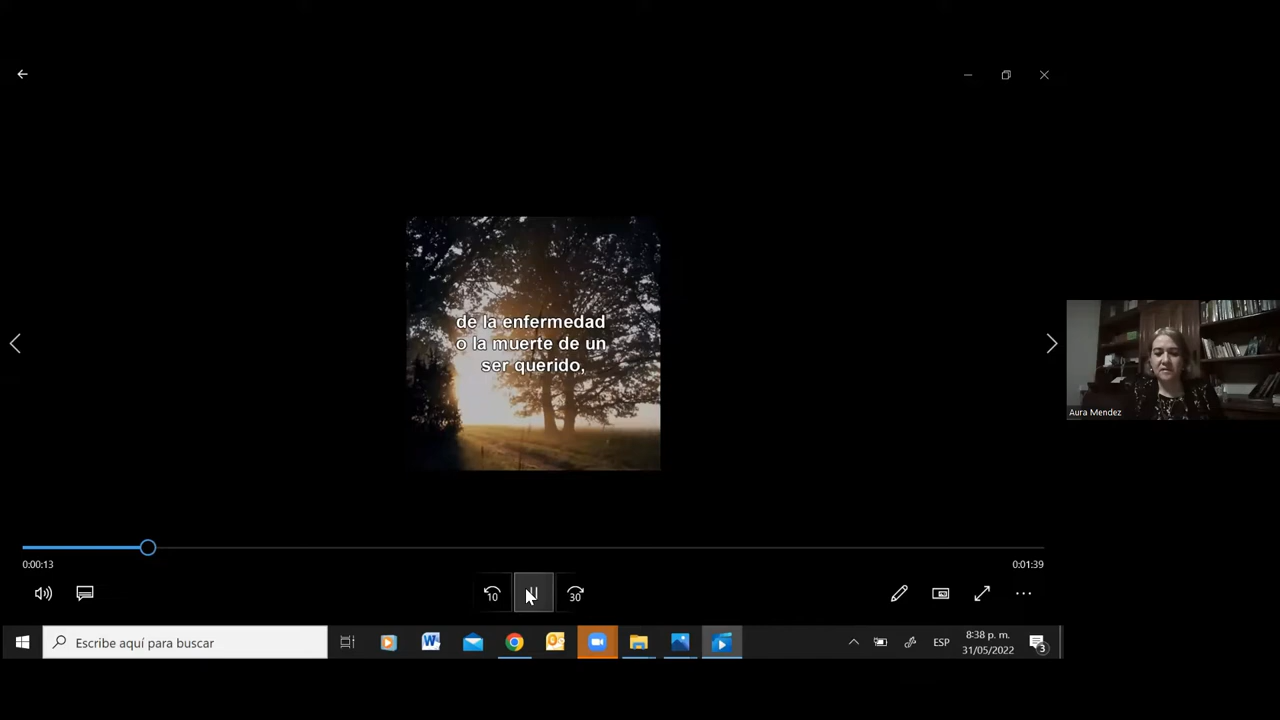 de la enfermedad
o la muerte de un
ser querido,
Aura Mendez
0:00:13
0:01:39
10
30
Escribe aquí para buscar
ESP
8:38 p. m.
31/05/2022
3